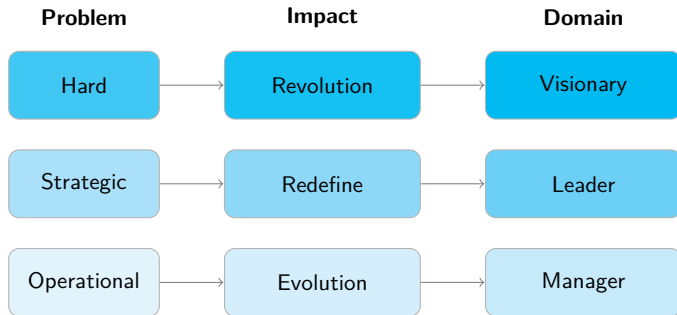 Problem Impact Domain
Hard Revolution Visionary
Strategic Redefine Leader
Operational Evolution Manager